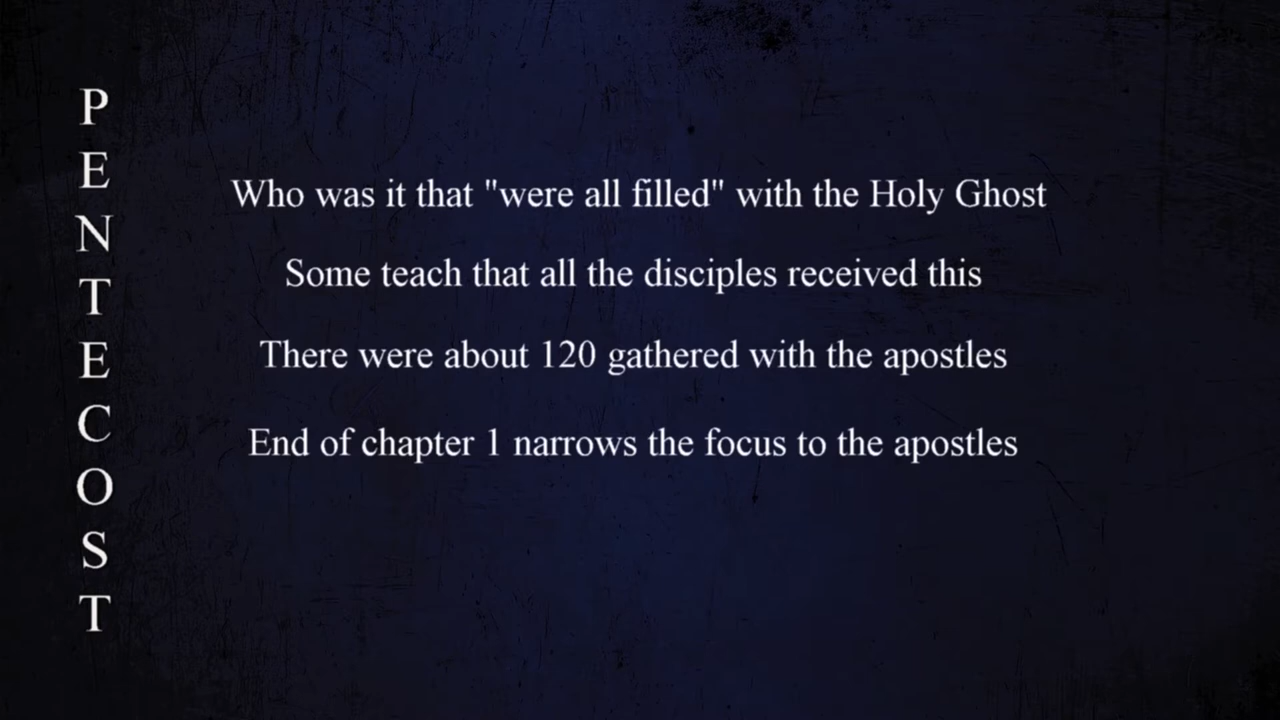 PENTECOST
Who was it that "were all filled" with the Holy Ghost
Some teach that all the disciples received this
There were about 120 gathered with the apostles
End of chapter 1 narrows the focus to the apostles